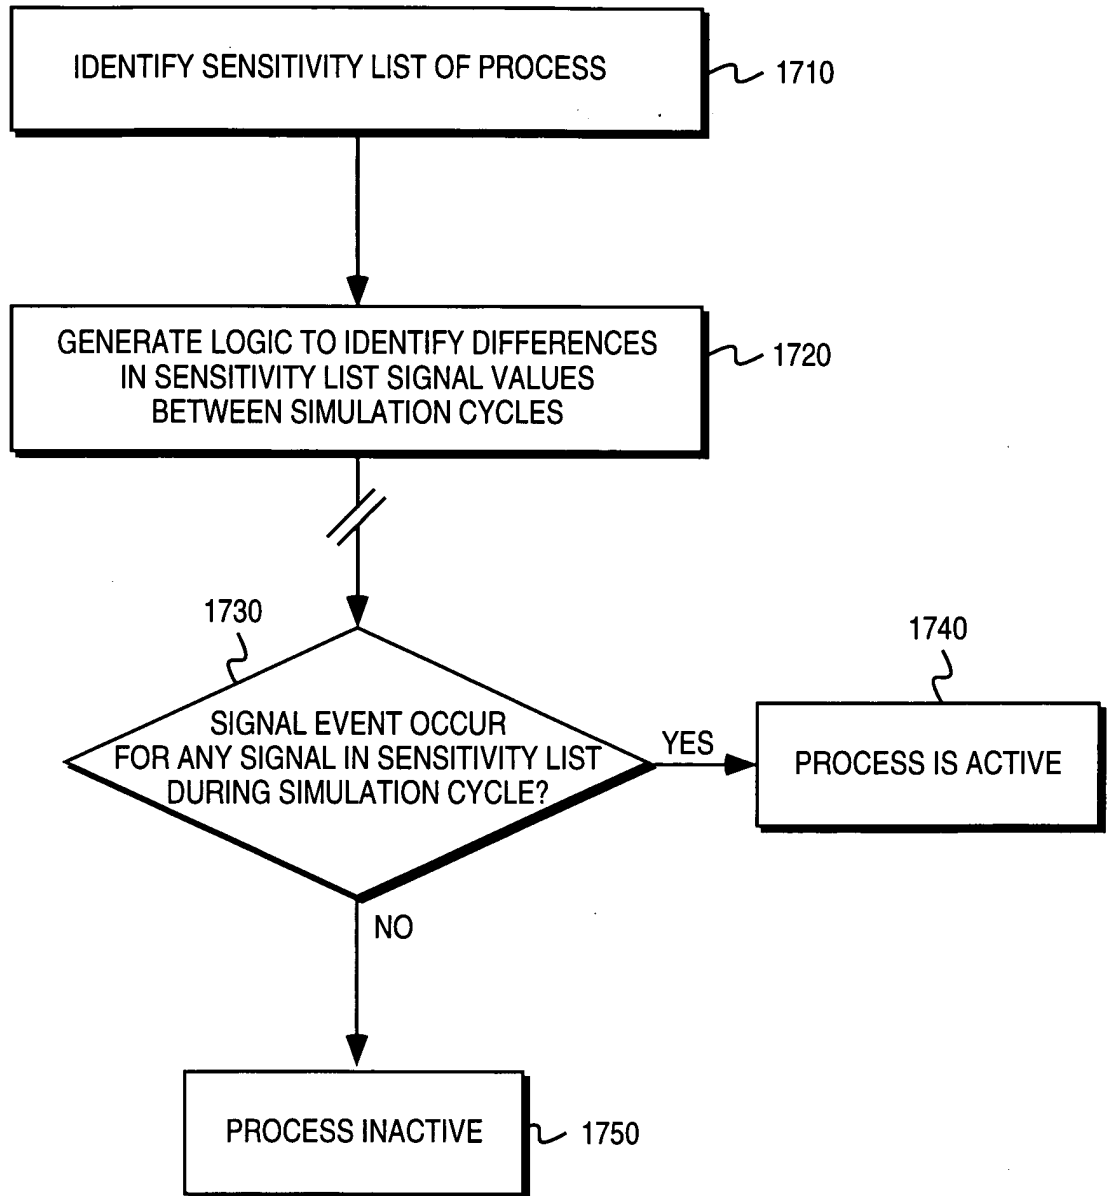 IDENTIFY SENSITIVITY LIST OF PROCESS
1710
GENERATE LOGIC TO IDENTIFY DIFFERENCES
IN SENSITIVITY LIST SIGNAL VALUES
BETWEEN SIMULATION CYCLES
1720
1730
SIGNAL EVENT OCCUR
FOR ANY SIGNAL IN SENSITIVITY LIST
DURING SIMULATION CYCLE?
YES
1740
PROCESS IS ACTIVE
NO
PROCESS INACTIVE
1750